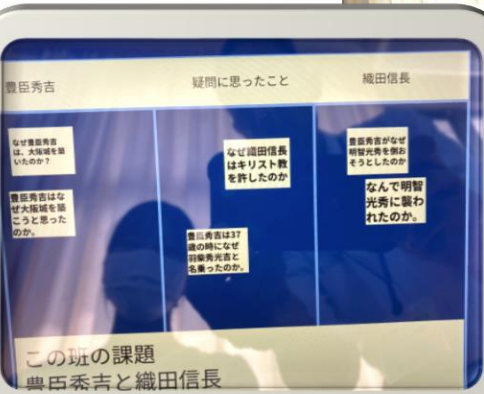 豊臣秀吉
疑問に思ったこと
織田信長
なぜ豊臣秀吉
は、大阪城を築
いたのか？
豊臣秀吉はな
ぜ大阪城を築
こうと思った
のか。
なぜ織田信長
はキリスト教
を許したのか
豊臣秀吉は37
歳の時になぜ
羽柴秀光吉と
名乗ったのか。
豊臣秀吉がなぜ
明智光秀を倒お
そうとしたのか
なんで明智
光秀に襲わ
れたのか。
この班の課題
豊臣秀吉と織田信長